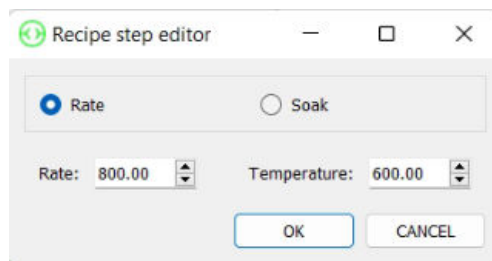 Recipe step editor
Rate Soak
Rate: 800.00 Temperature: 600.00
OK CANCEL